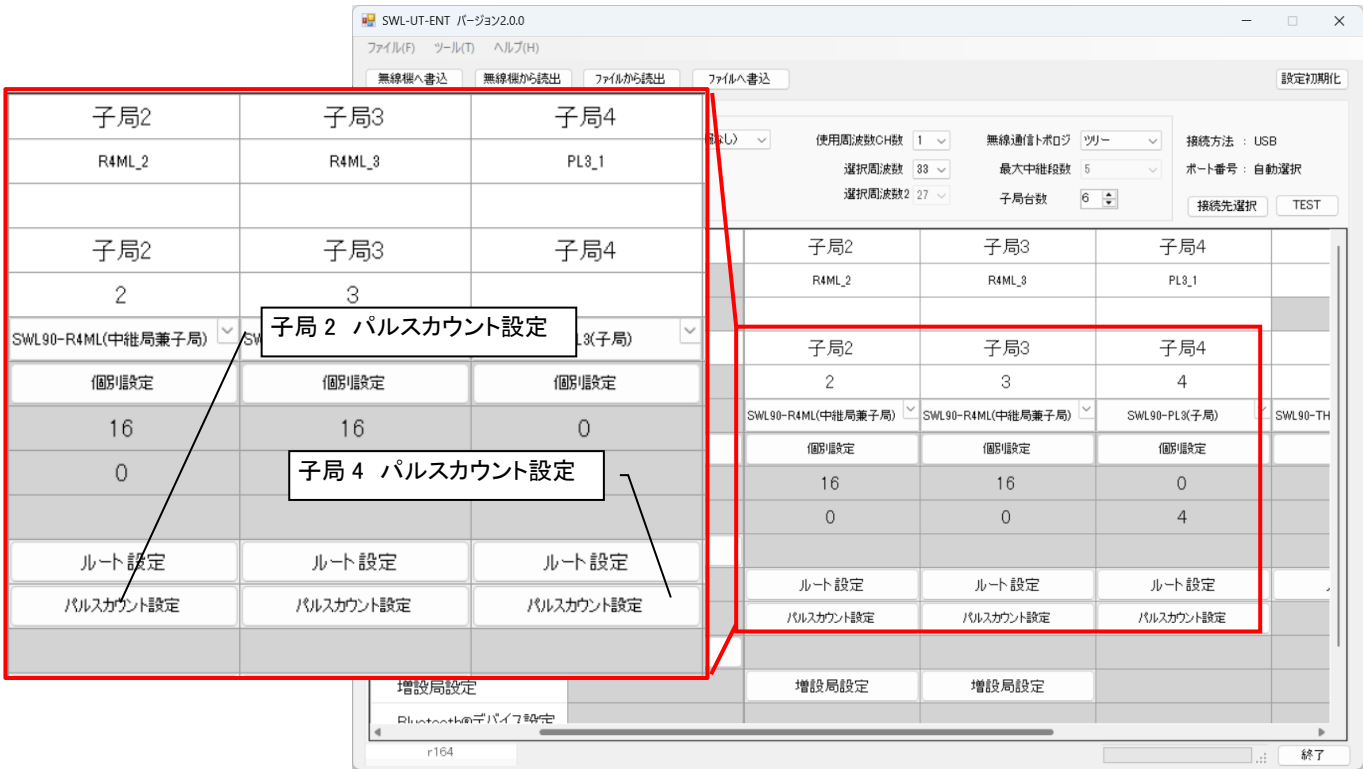 SWL-UT-ENT バージョン2.0.0
ファイル(F) ツール(T) ヘルプ(H)
無線機へ書込 無線機から読出 ファイルから読出 ファイルへ書込 設定初期化
なし) 使用周波数CH数 1 無線通信トポロジ ツリー 接続方法 : USB
選択周波数 33 最大中継段数 5 ポート番号 : 自動選択
選択周波数2 27 子局台数 6 接続先選択 TEST
子局2 子局3 子局4
R4ML_2 R4ML_3 PL3_1
子局2 子局3 子局4
2 3
SWL90-R4ML(中継局兼子局) SW L3(子局)
子局2 パルスカウント設定
個別設定 個別設定 個別設定
16 16 0
0
子局4 パルスカウント設定
ルート設定 ルート設定 ルート設定
パルスカウント設定 パルスカウント設定 パルスカウント設定
子局2 子局3 子局4
R4ML_2 R4ML_3 PL3_1
子局2 子局3 子局4
2 3 4
SWL90-R4ML(中継局兼子局) SWL90-R4ML(中継局兼子局) SWL90-PL3(子局) SWL90-TH
個別設定 個別設定 個別設定
16 16 0
0 0 4
ルート設定 ルート設定 ルート設定
パルスカウント設定 パルスカウント設定 パルスカウント設定
増設局設定 増設局設定 増設局設定
Bluetooth®デバイス設定
r164 終了